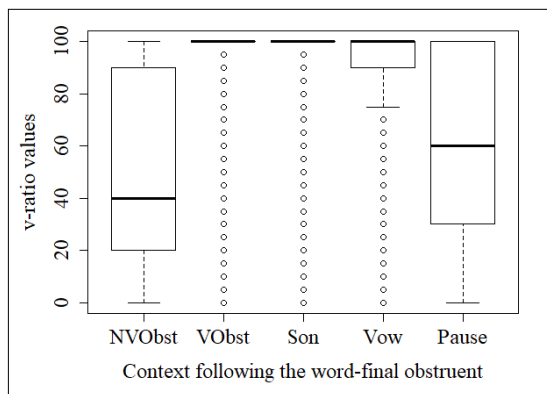 v-ratio values
100
80
60
40
20
0
NVObst VObst Son Vow Pause
Context following the word-final obstruent